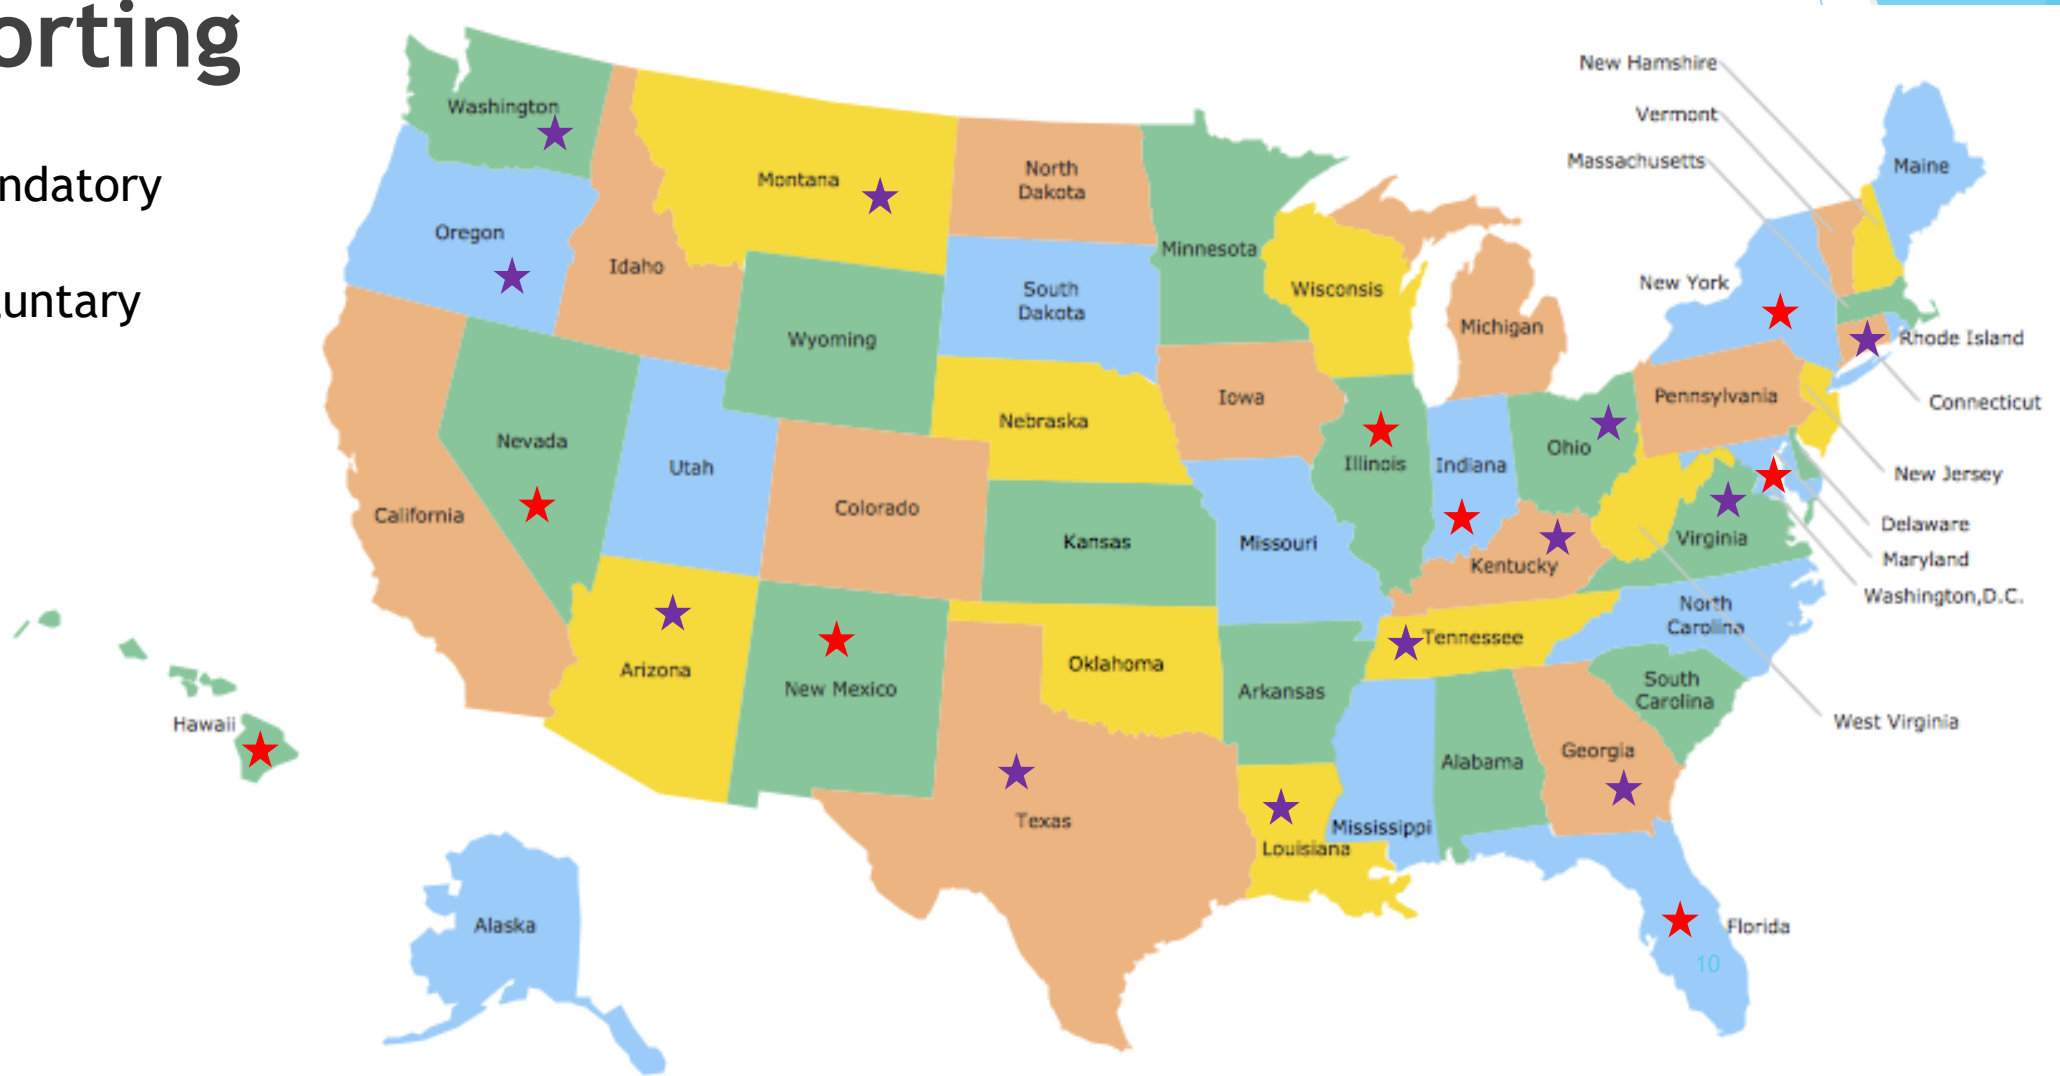 orting
ndatory
untary
Washington
Oregon
Idaho
Montana
North
Dakota
South
Dakota
Minnesota
Wisconsis
Michigan
Wyoming
Nebraska
Iowa
Nevada
Utah
Colorado
Kansas
Missouri
Illinois
Indiana
Ohio
Kentucky
California
Arizona
New Mexico
Oklahoma
Arkansas
Tennessee
Texas
Louisiana
Mississippi
Alabama
Georgia
South
Carolina
North
Carolina
Virginia
Pennsylvania
New York
New Hamshire
Vermont
Massachusetts
Maine
Rhode Island
Connecticut
New Jersey
Delaware
Maryland
Washington,D.C.
West Virginia
Florida
10
Hawaii
Alaska